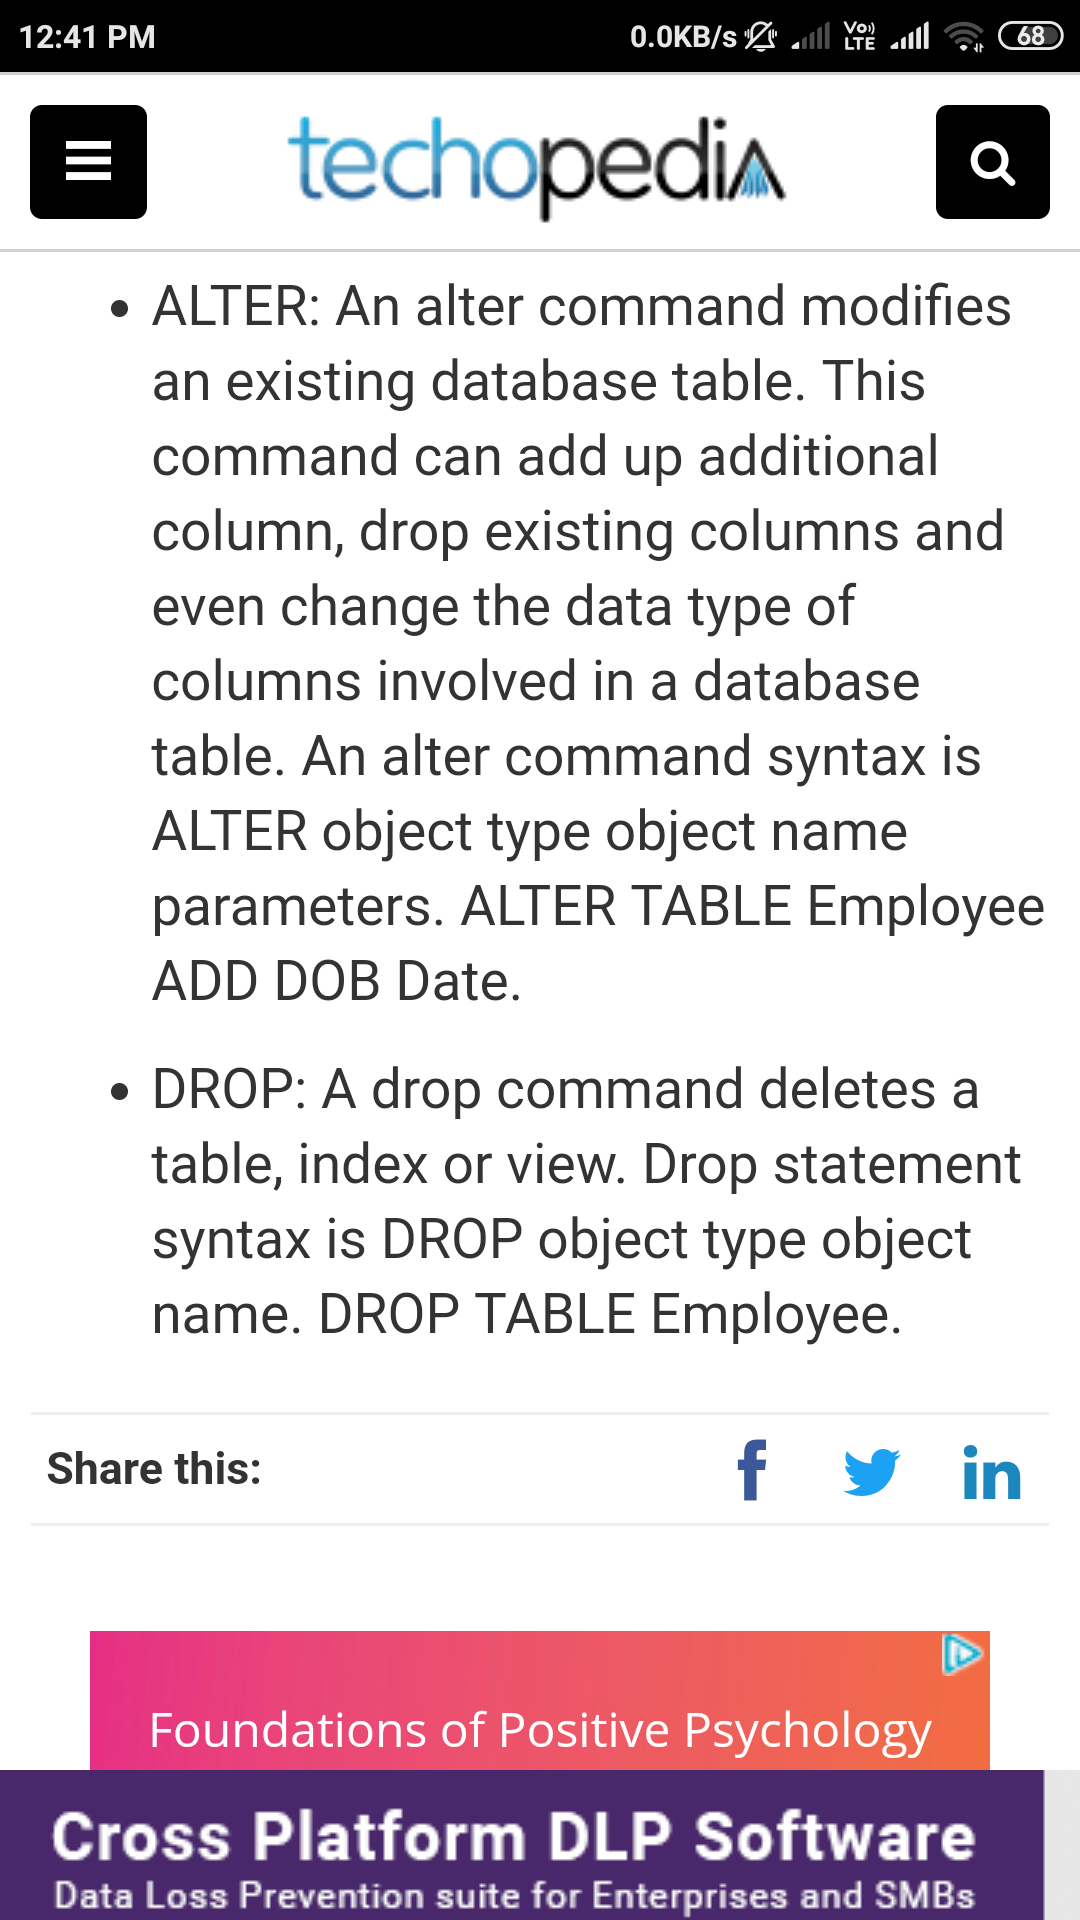 12:41 PM
0.0KB/s
Vo))
LTE
68
techopedia
• ALTER: An alter command modifies
an existing database table. This
command can add up additional
column, drop existing columns and
even change the data type of
columns involved in a database
table. An alter command syntax is
ALTER object type object name
parameters. ALTER TABLE Employee
ADD DOB Date.
• DROP: A drop command deletes a
table, index or view. Drop statement
syntax is DROP object type object
name. DROP TABLE Employee.
Share this:
Foundations of Positive Psychology
Cross Platform DLP Software
Data Loss Prevention suite for Enterprises and SMBs